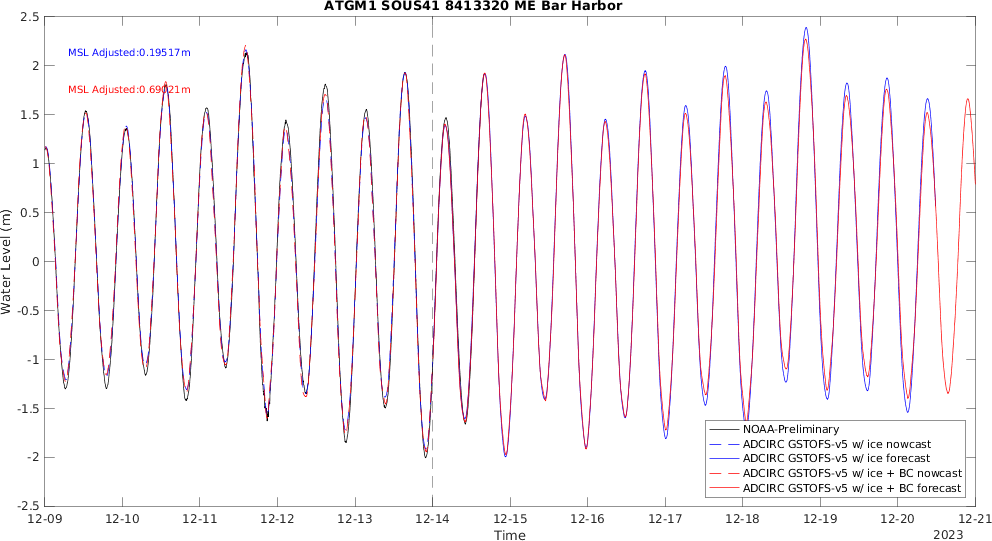 ATGM1 SOUS41 8413320 ME Bar Harbor
2.5
2
1.5
1
0.5
0
-0.5
-1
-1.5
-2
-2.5
Water Level (m)
MSL Adjusted:0.19517m
MSL Adjusted:0.69021m
NOAA-Preliminary
ADCIRC GSTOFS-v5 w/ ice nowcast
ADCIRC GSTOFS-v5 w/ ice forecast
ADCIRC GSTOFS-v5 w/ ice + BC nowcast
ADCIRC GSTOFS-v5 w/ ice + BC forecast
12-09 12-10 12-11 12-12 12-13 12-14 12-15 12-16 12-17 12-18 12-19 12-20 12-21
Time
2023